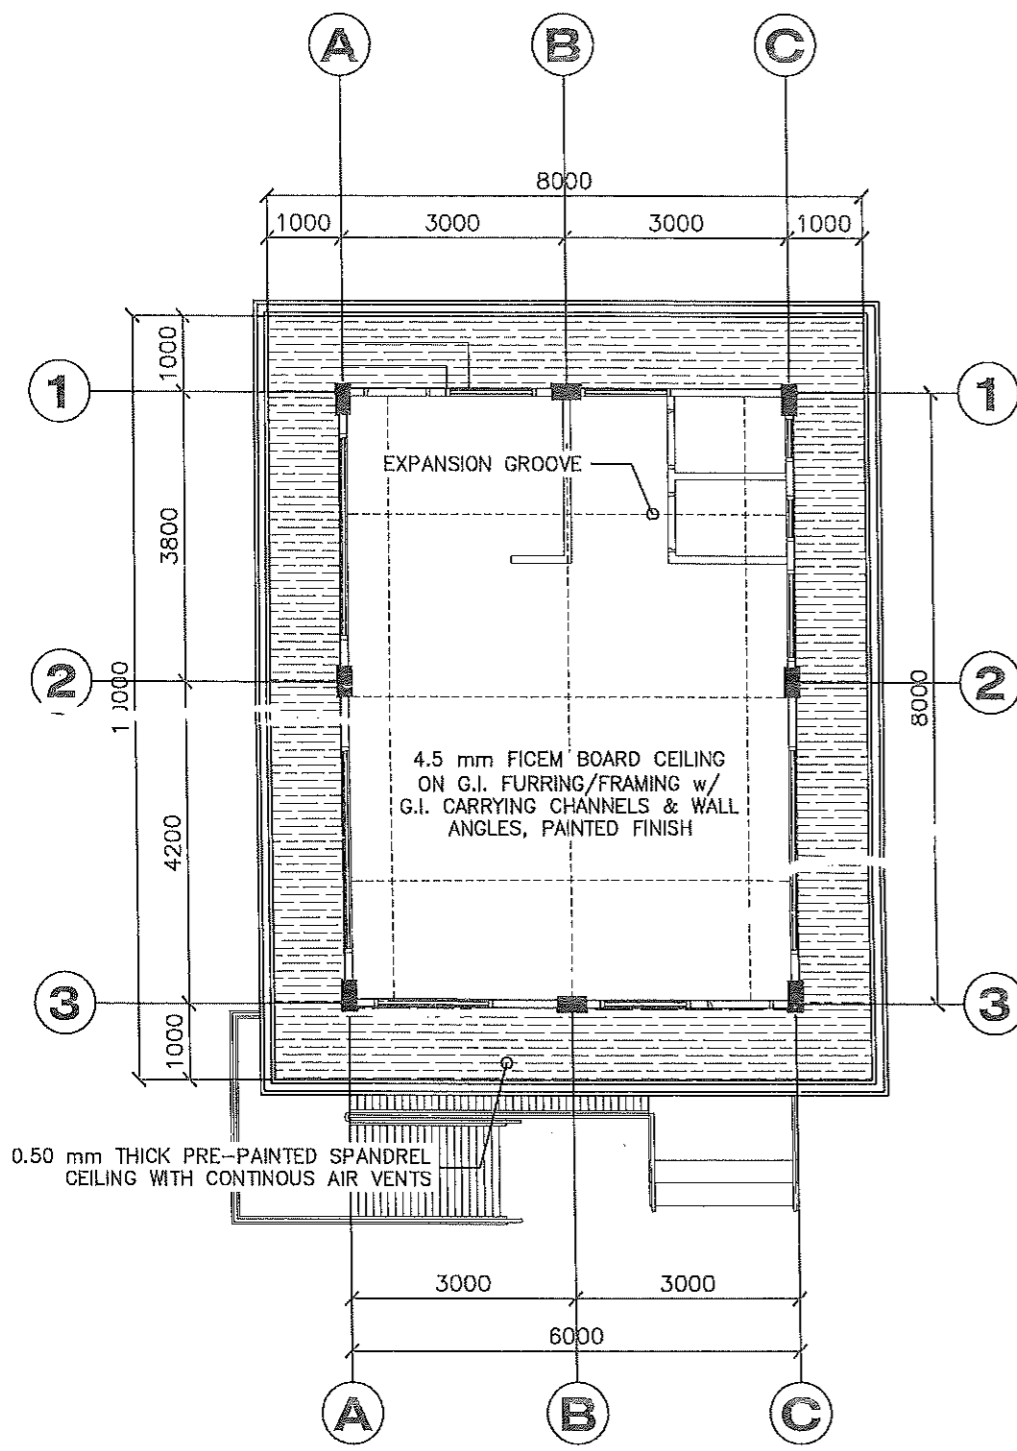 A B C
8000
1000 3000 3000 1000
1000
1 1
EXPANSION GROOVE
3800
2 2
8000
4.5 mm FICEM BOARD CEILING
ON G.I. FURRING/FRAMING w/
G.I. CARRYING CHANNELS & WALL
ANGLES, PAINTED FINISH
4200
3 3
1000
0.50 mm THICK PRE-PAINTED SPANDREL
CEILING WITH CONTINOUS AIR VENTS
3000 3000
6000
A B C